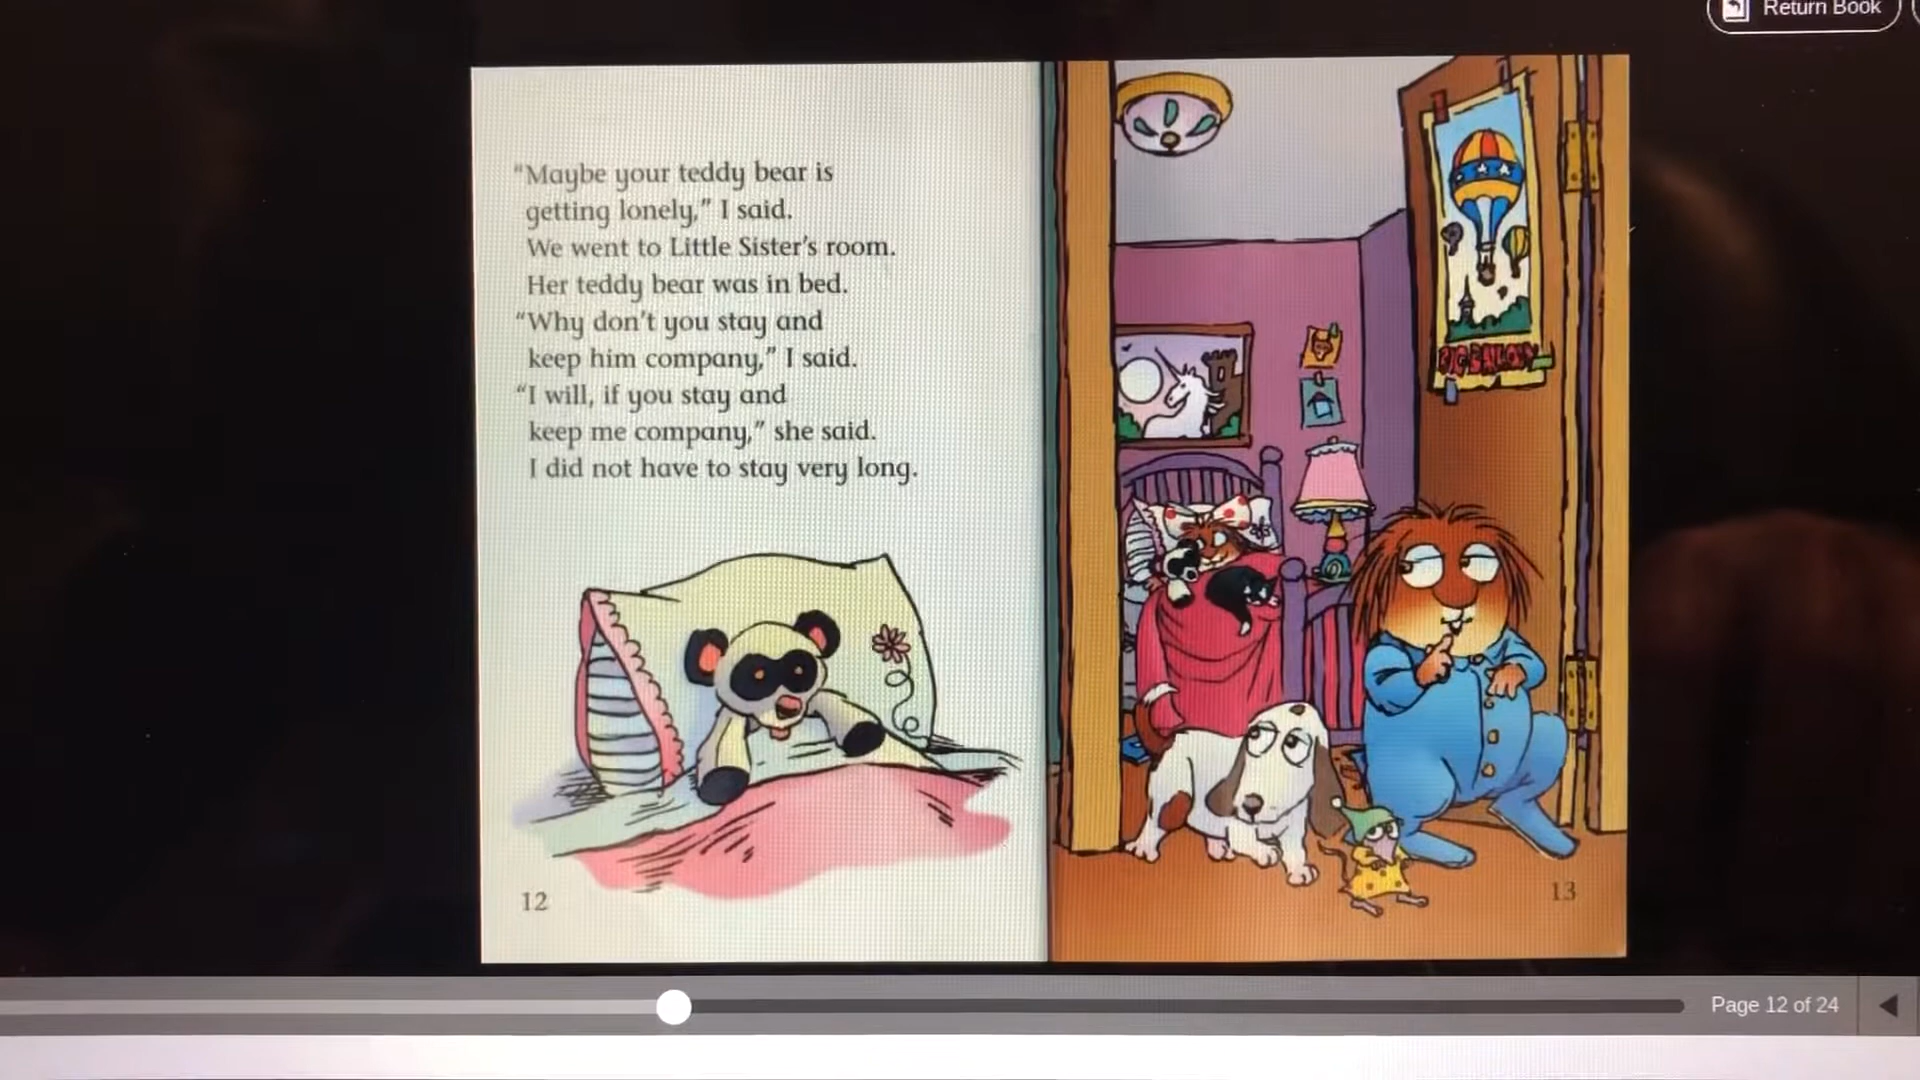 Return Book
“Maybe your teddy bear is
getting lonely,” I said.
We went to Little Sister’s room.
Her teddy bear was in bed.
“Why don’t you stay and
keep him company,” I said.
“I will, if you stay and
keep me company,” she said.
I did not have to stay very long.
12
13
Page 12 of 24